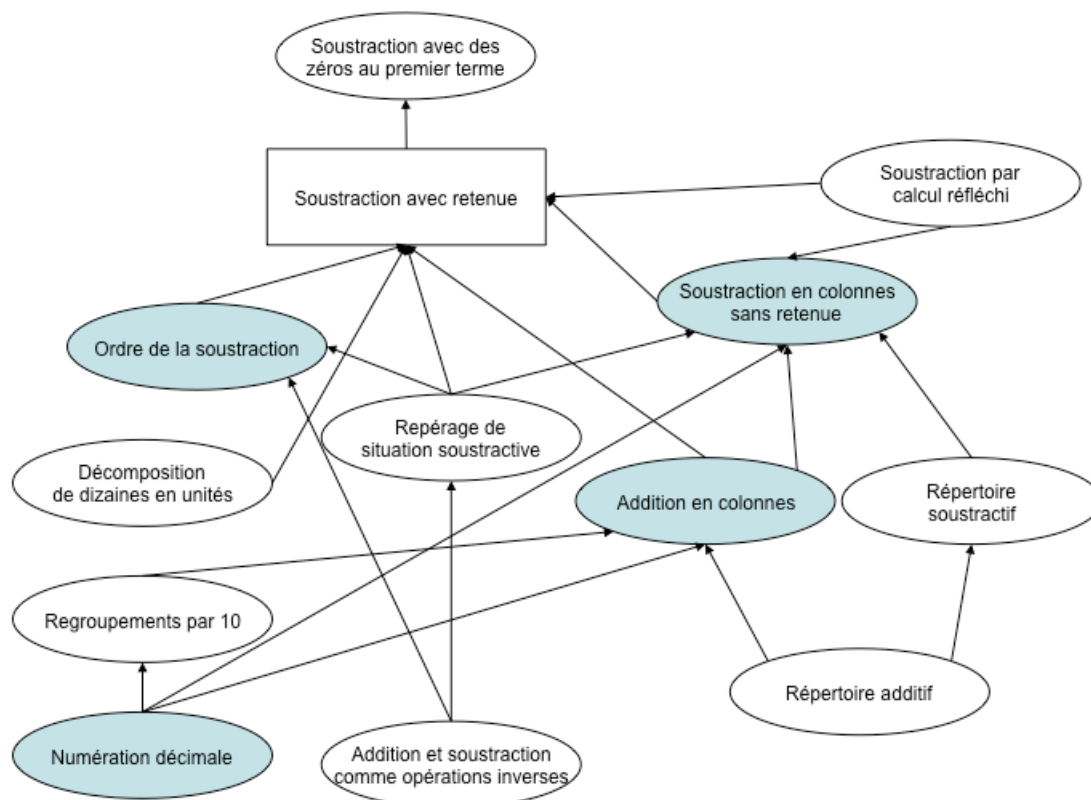 Soustraction avec des
zéros au premier terme
Soustraction avec retenue
Soustraction par
calcul réfléchi
Soustraction en colonnes
sans retenue
Ordre de la soustraction
Repérage de
situation soustractive
Décomposition
de dizaines en unités
Addition en colonnes
Répertoire
soustractif
Regroupements par 10
Répertoire additif
Numération décimale
Addition et soustraction
comme opérations inverses